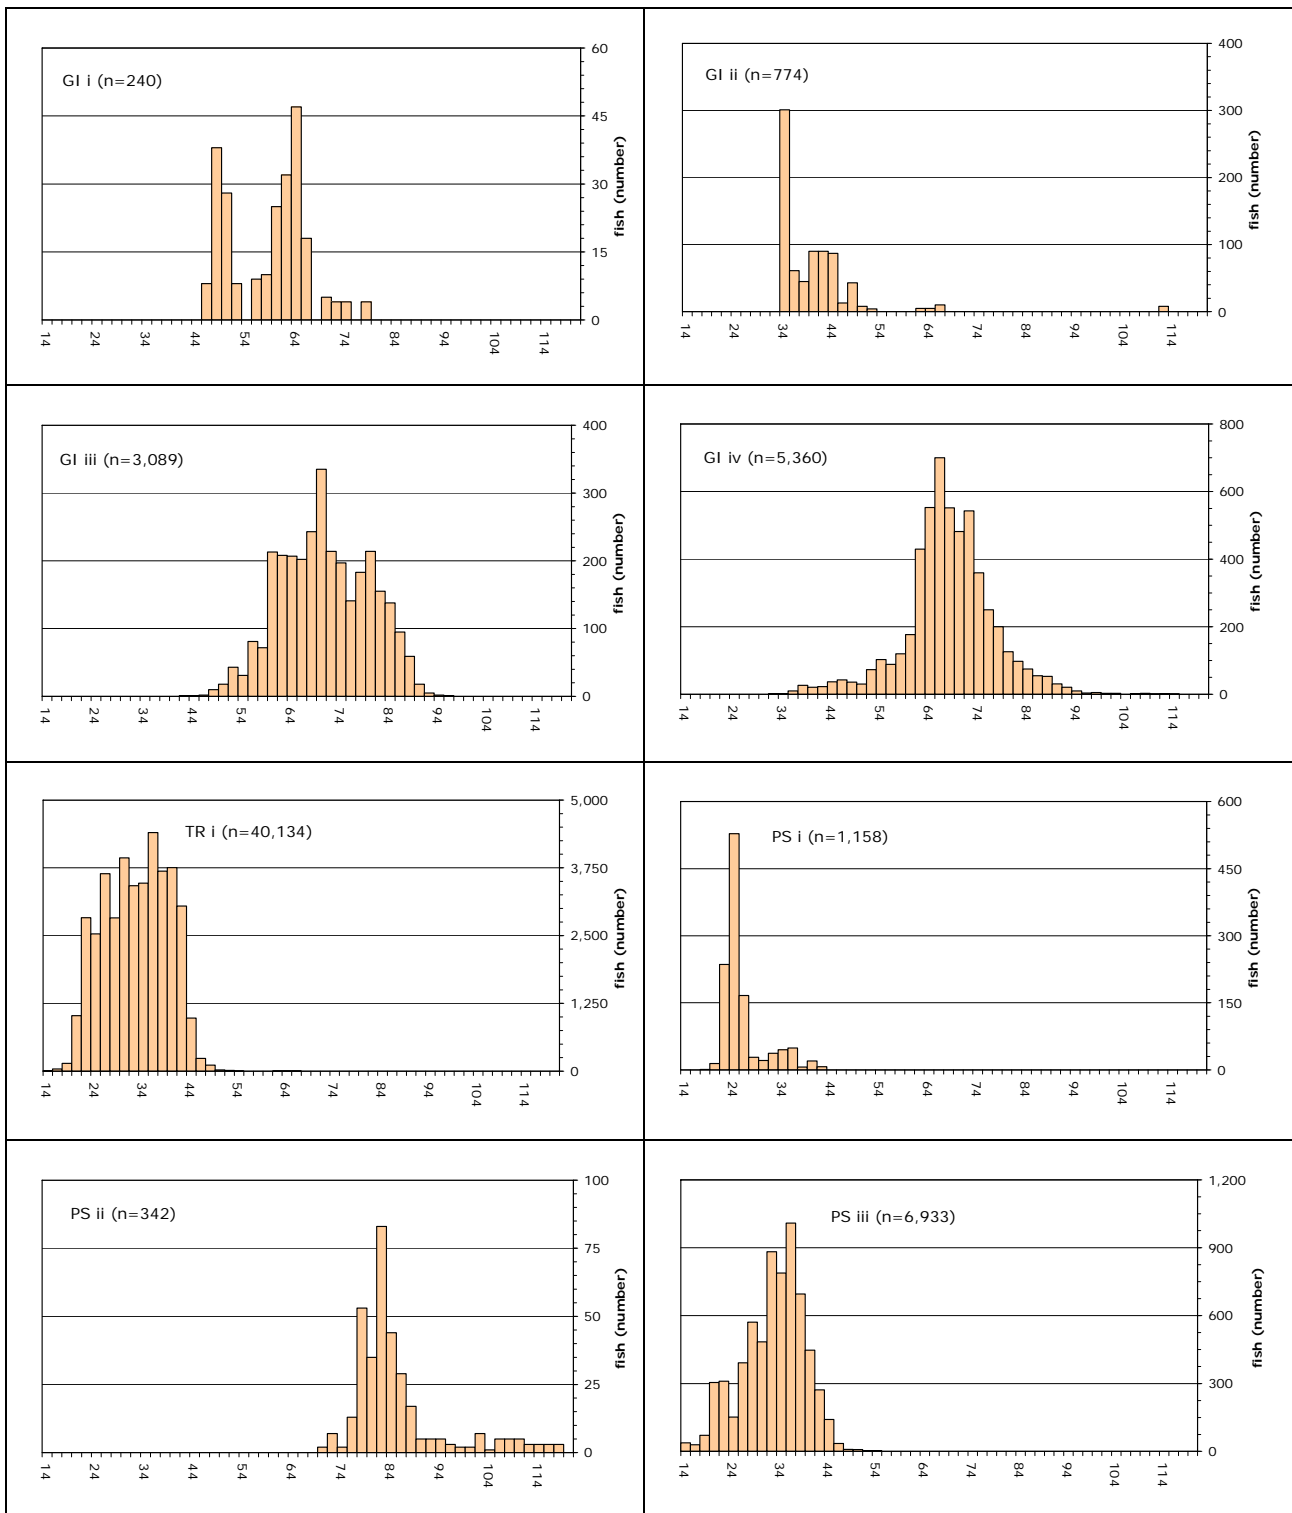 GI i (n=240)
60
45
30
15
0
fish (number)
14 24 34 44 54 64 74 84 94 104 114
GI ii (n=774)
400
300
200
100
0
fish (number)
14 24 34 44 54 64 74 84 94 104 114
GI iii (n=3,089)
400
300
200
100
0
fish (number)
14 24 34 44 54 64 74 84 94 104 114
GI iv (n=5,360)
800
600
400
200
0
fish (number)
14 24 34 44 54 64 74 84 94 104 114
TR i (n=40,134)
5,000
3,750
2,500
1,250
0
fish (number)
14 24 34 44 54 64 74 84 94 104 114
PS i (n=1,158)
600
450
300
150
0
fish (number)
14 24 34 44 54 64 74 84 94 104 114
PS ii (n=342)
100
75
50
25
0
fish (number)
14 24 34 44 54 64 74 84 94 104 114
PS iii (n=6,933)
1,200
900
600
300
0
fish (number)
14 24 34 44 54 64 74 84 94 104 114